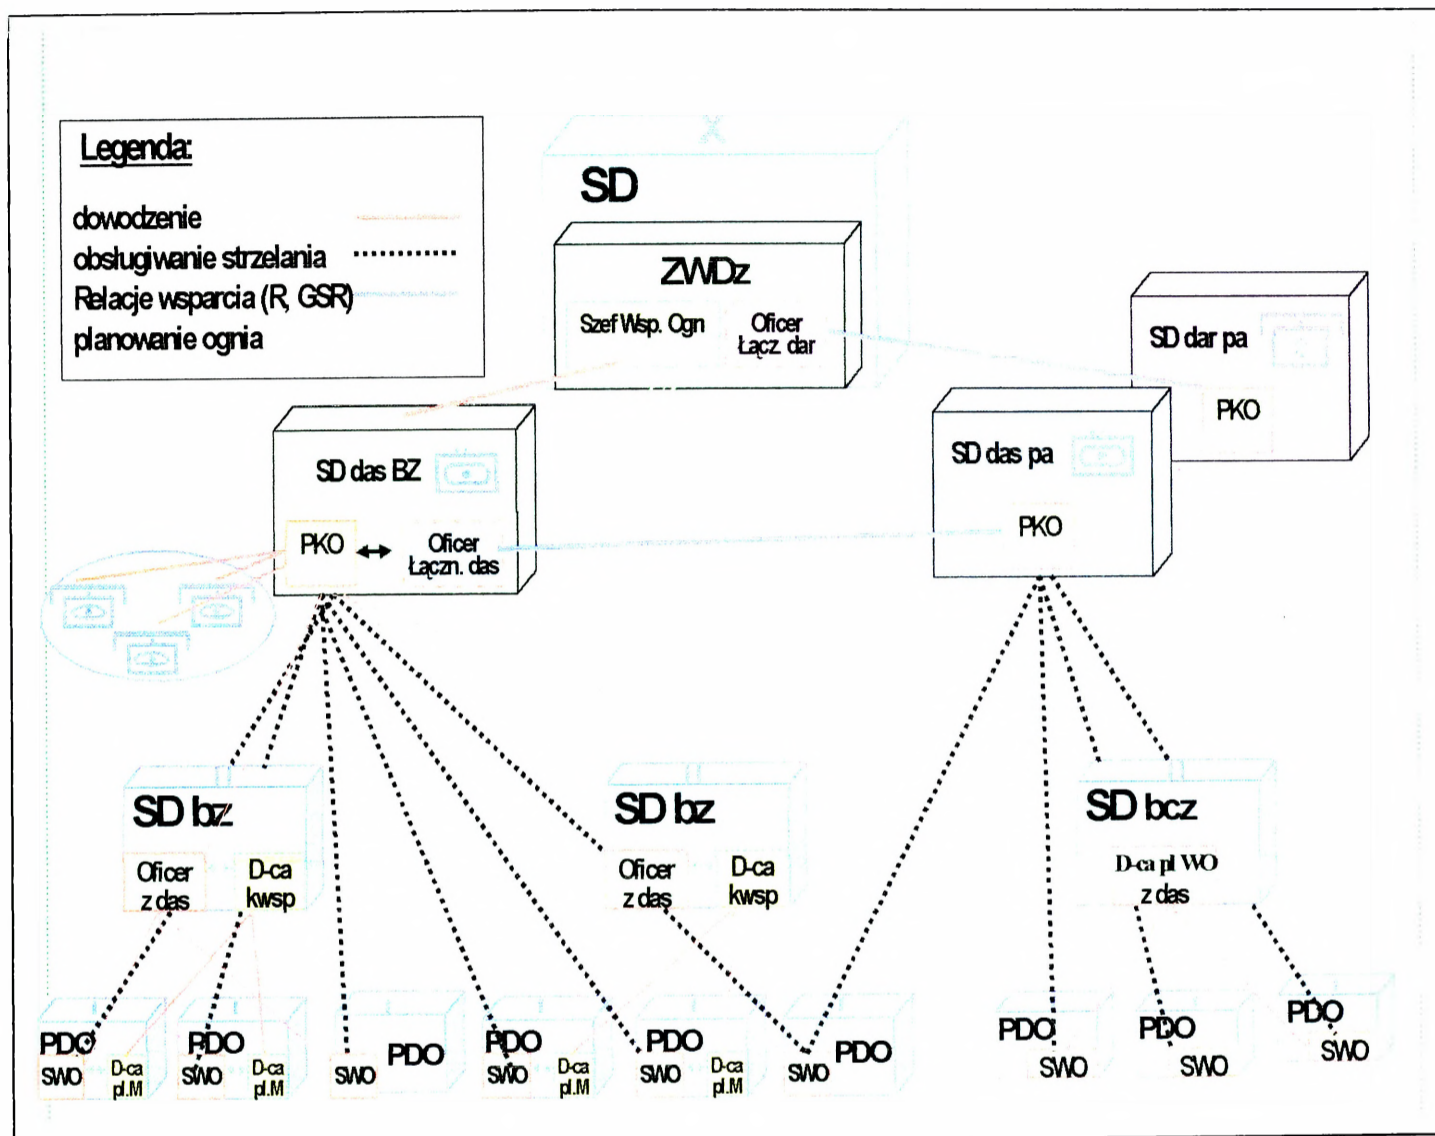 Legenda:
dowodzenie
obsługiwanie strzelania
Relacje wsparcia (R, GSR)
planowanie ognia
X
SD
ZWDz
Szef Wsp. Ogn
Oficer
Łącz. dar
SD dar pa
PKO
SD das BZ
PKO
Oficer
Łączn. das
SD das pa
PKO
SD bz
Oficer
z das
D-ca
kwsp
SD bz
Oficer
z das
D-ca
kwsp
SD bcz
D-ca pl WO
z das
PDO
SWO
D-ca
pl.M
PDO
SWO
D-ca
pl.M
PDO
SWO
PDO
SWO
D-ca
pl.M
PDO
SWO
D-ca
pl.M
PDO
SWO
PDO
SWO
PDO
SWO
PDO
SWO